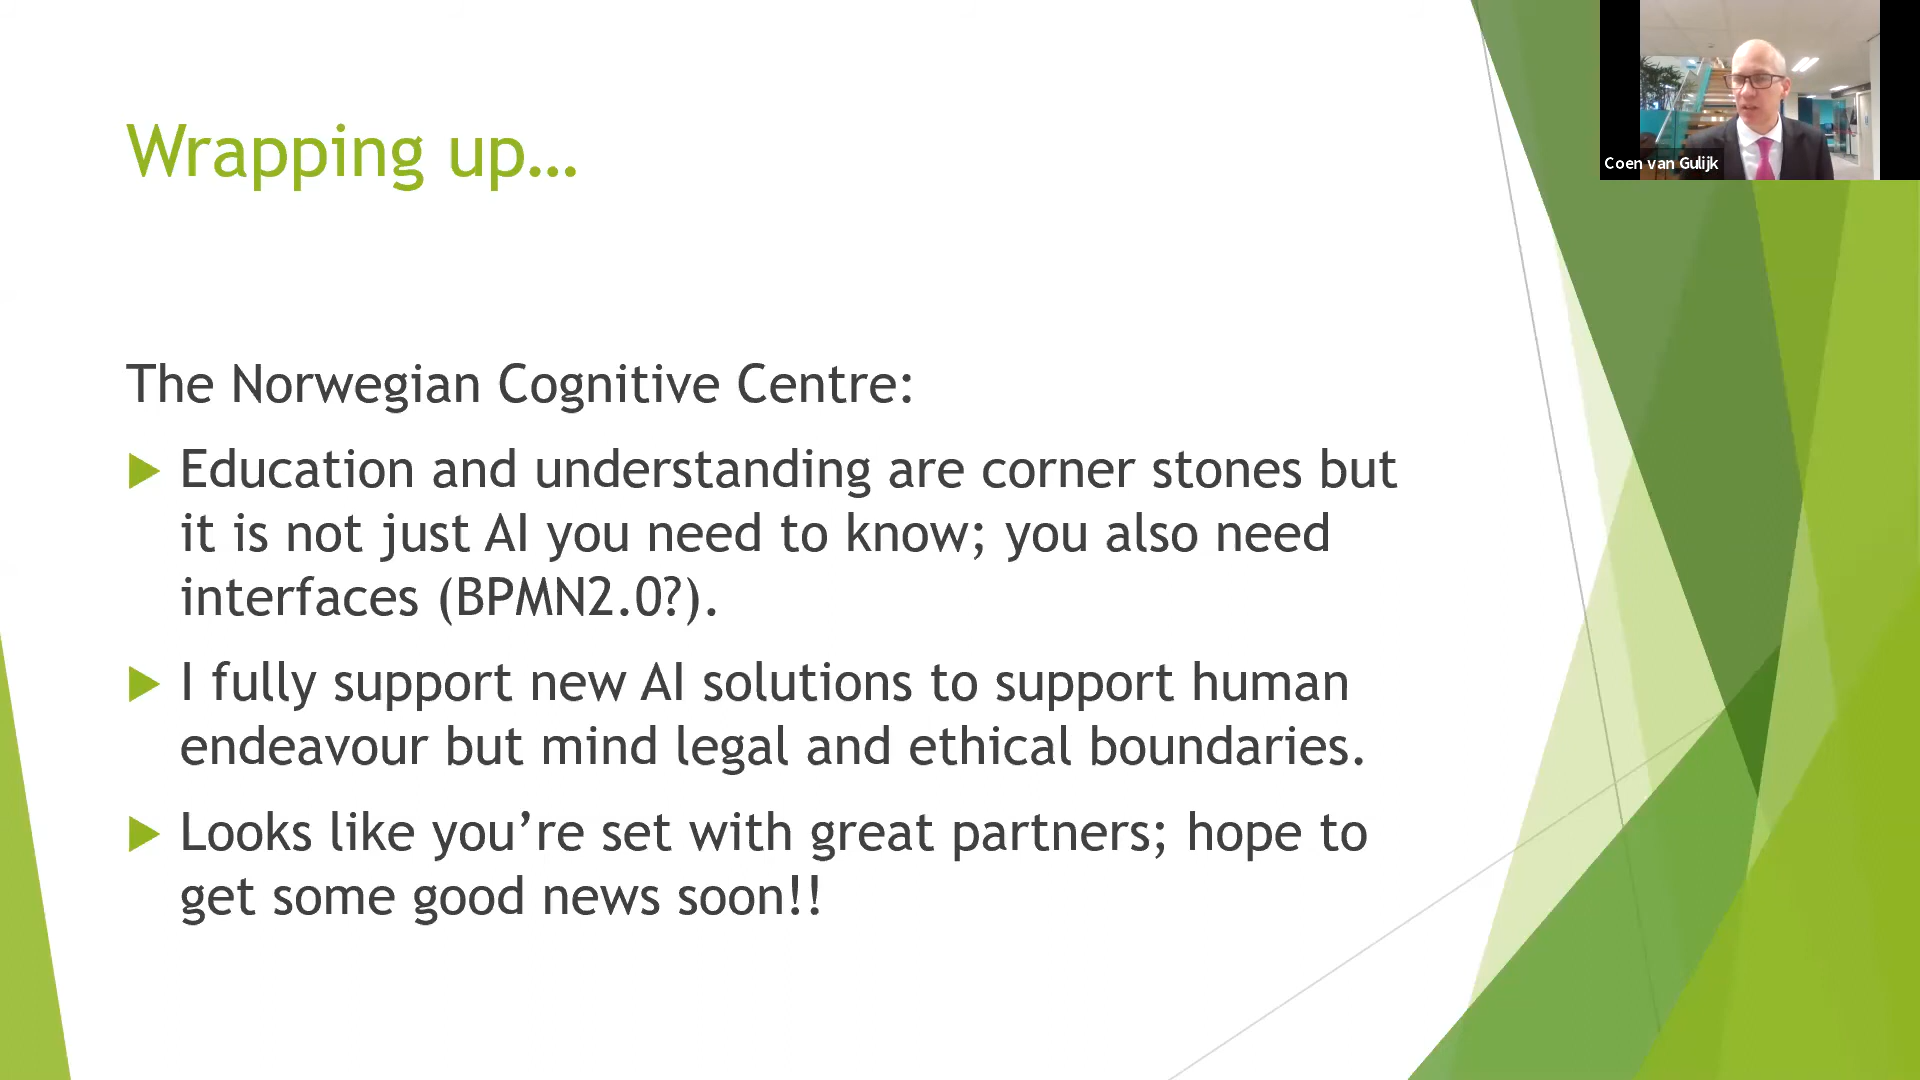 Coen van Gulijk
Wrapping up…
The Norwegian Cognitive Centre:
Education and understanding are corner stones but
it is not just AI you need to know; you also need
interfaces (BPMN2.0?).
I fully support new AI solutions to support human
endeavour but mind legal and ethical boundaries.
Looks like you’re set with great partners; hope to
get some good news soon!!